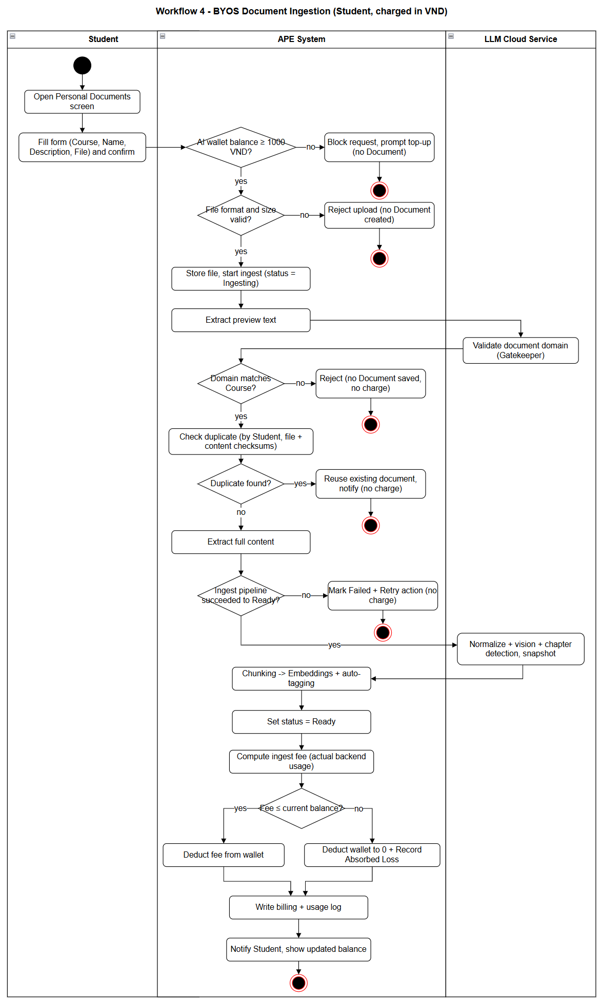 Workflow 4 - BYOS Document Ingestion (Student, charged in VND)
Student
APE System
LLM Cloud Service
Open Personal Documents
screen
Fill form (Course, Name,
Description, File) and confirm
AI wallet balance ≥ 1000
VND?
no
Block request, prompt top-up
(no Document)
yes
File format and size
valid?
no
Reject upload (no Document
created)
yes
Store file, start ingest (status =
Ingesting)
Extract preview text
Validate document domain
(Gatekeeper)
Domain matches
Course?
no
Reject (no Document saved,
no charge)
yes
Check duplicate (by Student, file +
content checksums)
Duplicate found?
yes
Reuse existing document,
notify (no charge)
no
Extract full content
Ingest pipeline
succeeded to Ready?
no
Mark Failed + Retry action (no
charge)
yes
Normalize + vision + chapter
detection, snapshot
Chunking -> Embeddings + auto-
tagging
Set status = Ready
Compute ingest fee (actual backend
usage)
Fee ≤ current balance?
yes
no
Deduct fee from wallet
Deduct wallet to 0 + Record
Absorbed Loss
Write billing + usage log
Notify Student, show updated balance